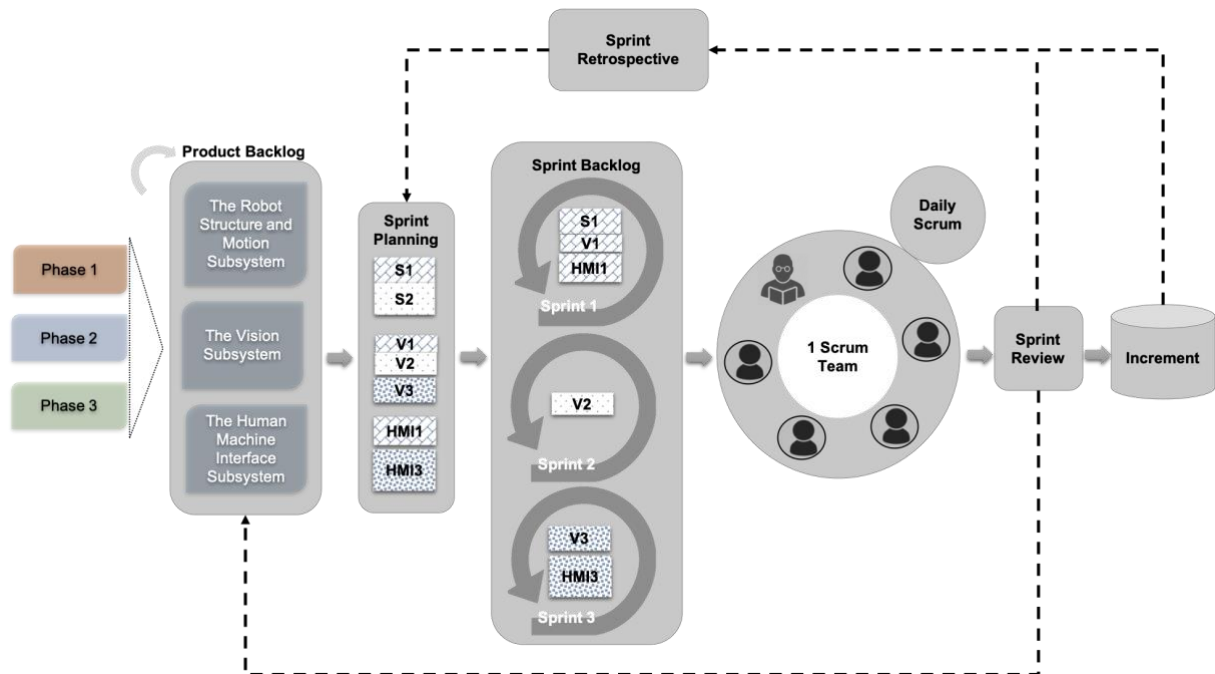 Sprint
Retrospective
Product Backlog
The Robot
Structure and
Motion
Subsystem
The Vision
Subsystem
The Human
Machine
Interface
Subsystem
Phase 1
Phase 2
Phase 3
Sprint
Planning
S1
S2
V1
V2
V3
HMI1
HMI3
Sprint Backlog
S1
V1
HMI1
Sprint 1
V2
Sprint 2
V3
HMI3
Sprint 3
Daily
Scrum
1 Scrum
Team
Sprint
Review
Increment